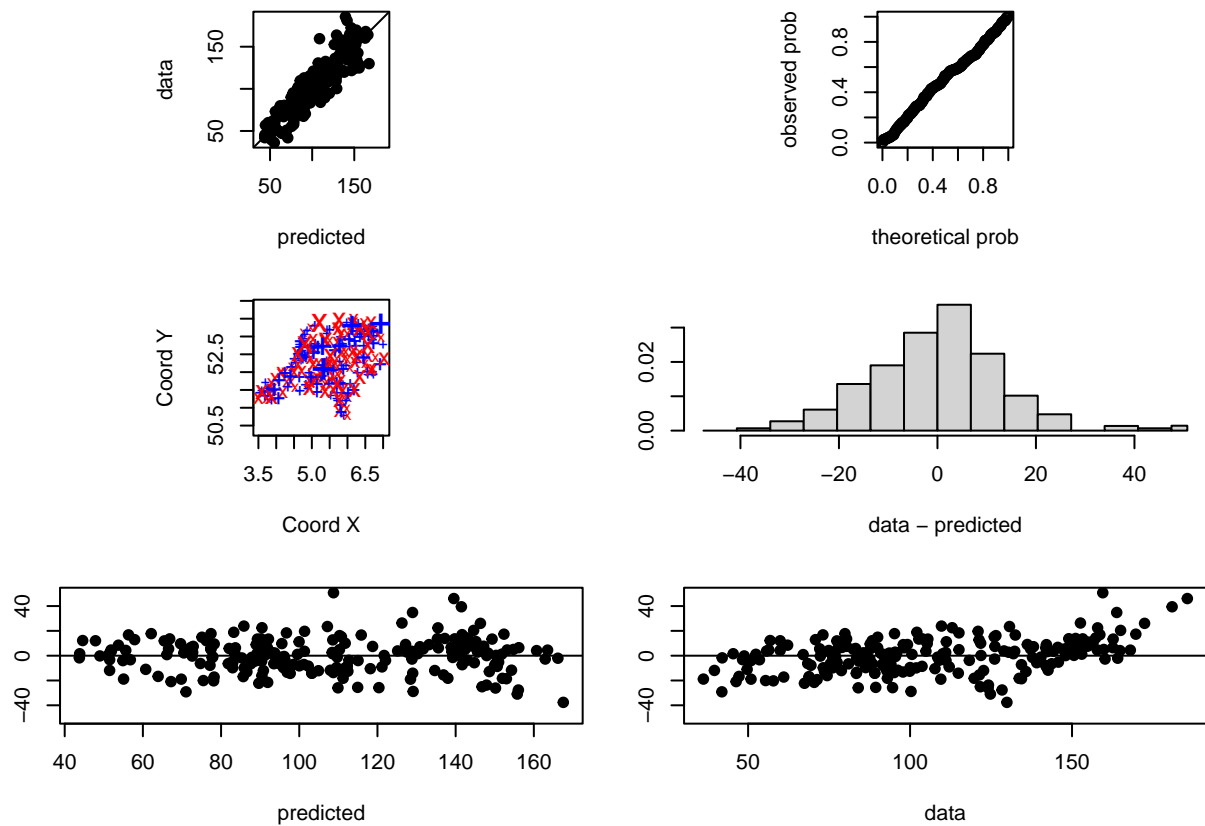 data
150
50
50 150
predicted
observed prob
0.8
0.4
0.0
0.0 0.4 0.8
theoretical prob
Coord Y
52.5
50.5
3.5 5.0 6.5
Coord X
0.02
0.00
−40 −20 0 20 40
data − predicted
40
0
−40
40 60 80 100 120 140 160
predicted
40
0
−40
50 100 150
data